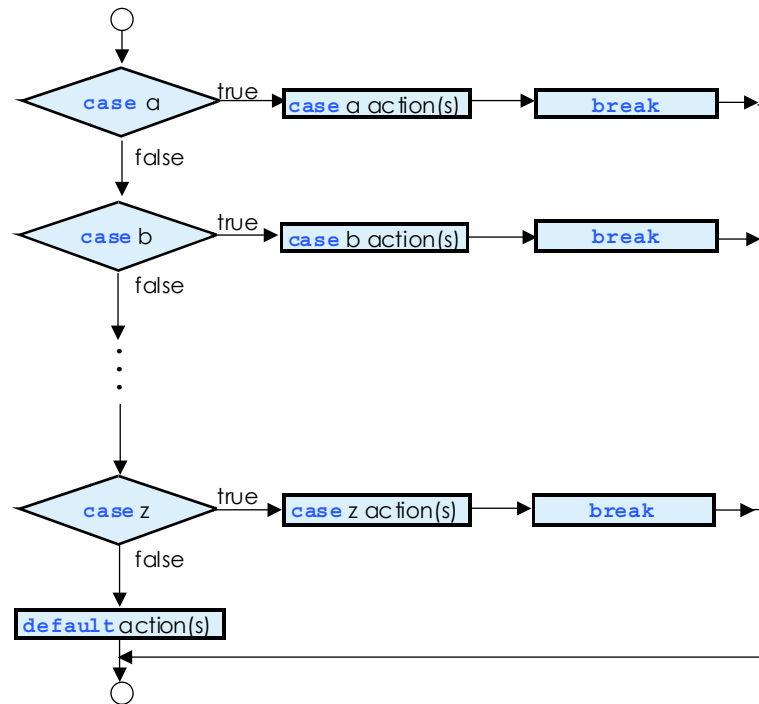 true
case a
case a action(s)
break
false
true
case b
case b action(s)
break
false
true
case z
case z action(s)
break
false
default action(s)